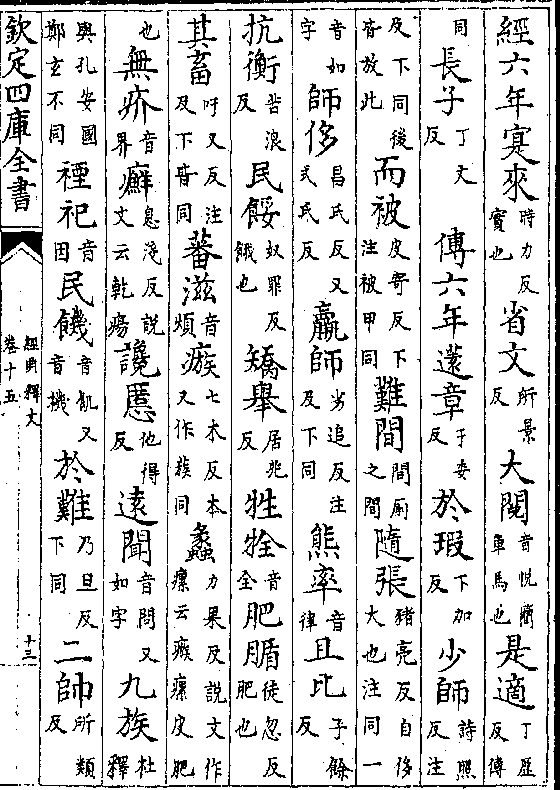 經六年寔來時力反實也省文所景反大閱音悅簡車馬也是適丁歷反傳
同長子丁丈反傳六年薳章于委反於瑕下加反少師詩照反注
及下同後皆放此而被皮寄反下注被甲同難間間廁之間隨張豬亮反自侈大也注同一
音如字師侈昌氏反又式氏反羸師劣追反注及下同熊率音律且比子餘反
抗衡苦浪反民餒奴罪反餓也矯舉居兆反牲牷音全肥腯徒忽反肥也
其畜吁又反注及下皆同蕃滋音煩瘯七木反本又作蔟同蠡力果反說文作瘰云瘯瘰皮肥
也無疥音界癬息淺反說文云乾瘍讒慝他得反遠聞音問又如字九族杜釋
與孔安國鄭玄不同禋祀音因民饑音飢又音機於難乃旦反下同二師所類反
欽定四庫全書
經典釋文
卷十五
十三